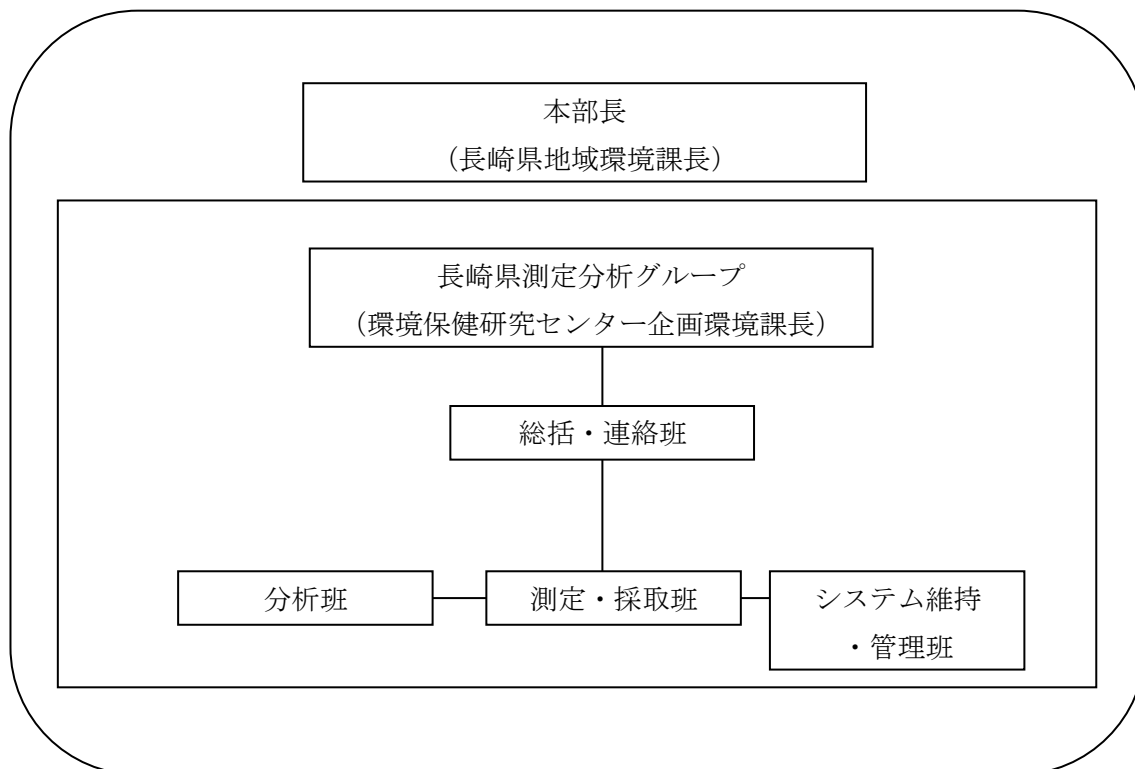 本部長
（長崎県地域環境課長）
長崎県測定分析グループ
（環境保健研究センター企画環境課長）
総括・連絡班
分析班
測定・採取班
システム維持
・管理班